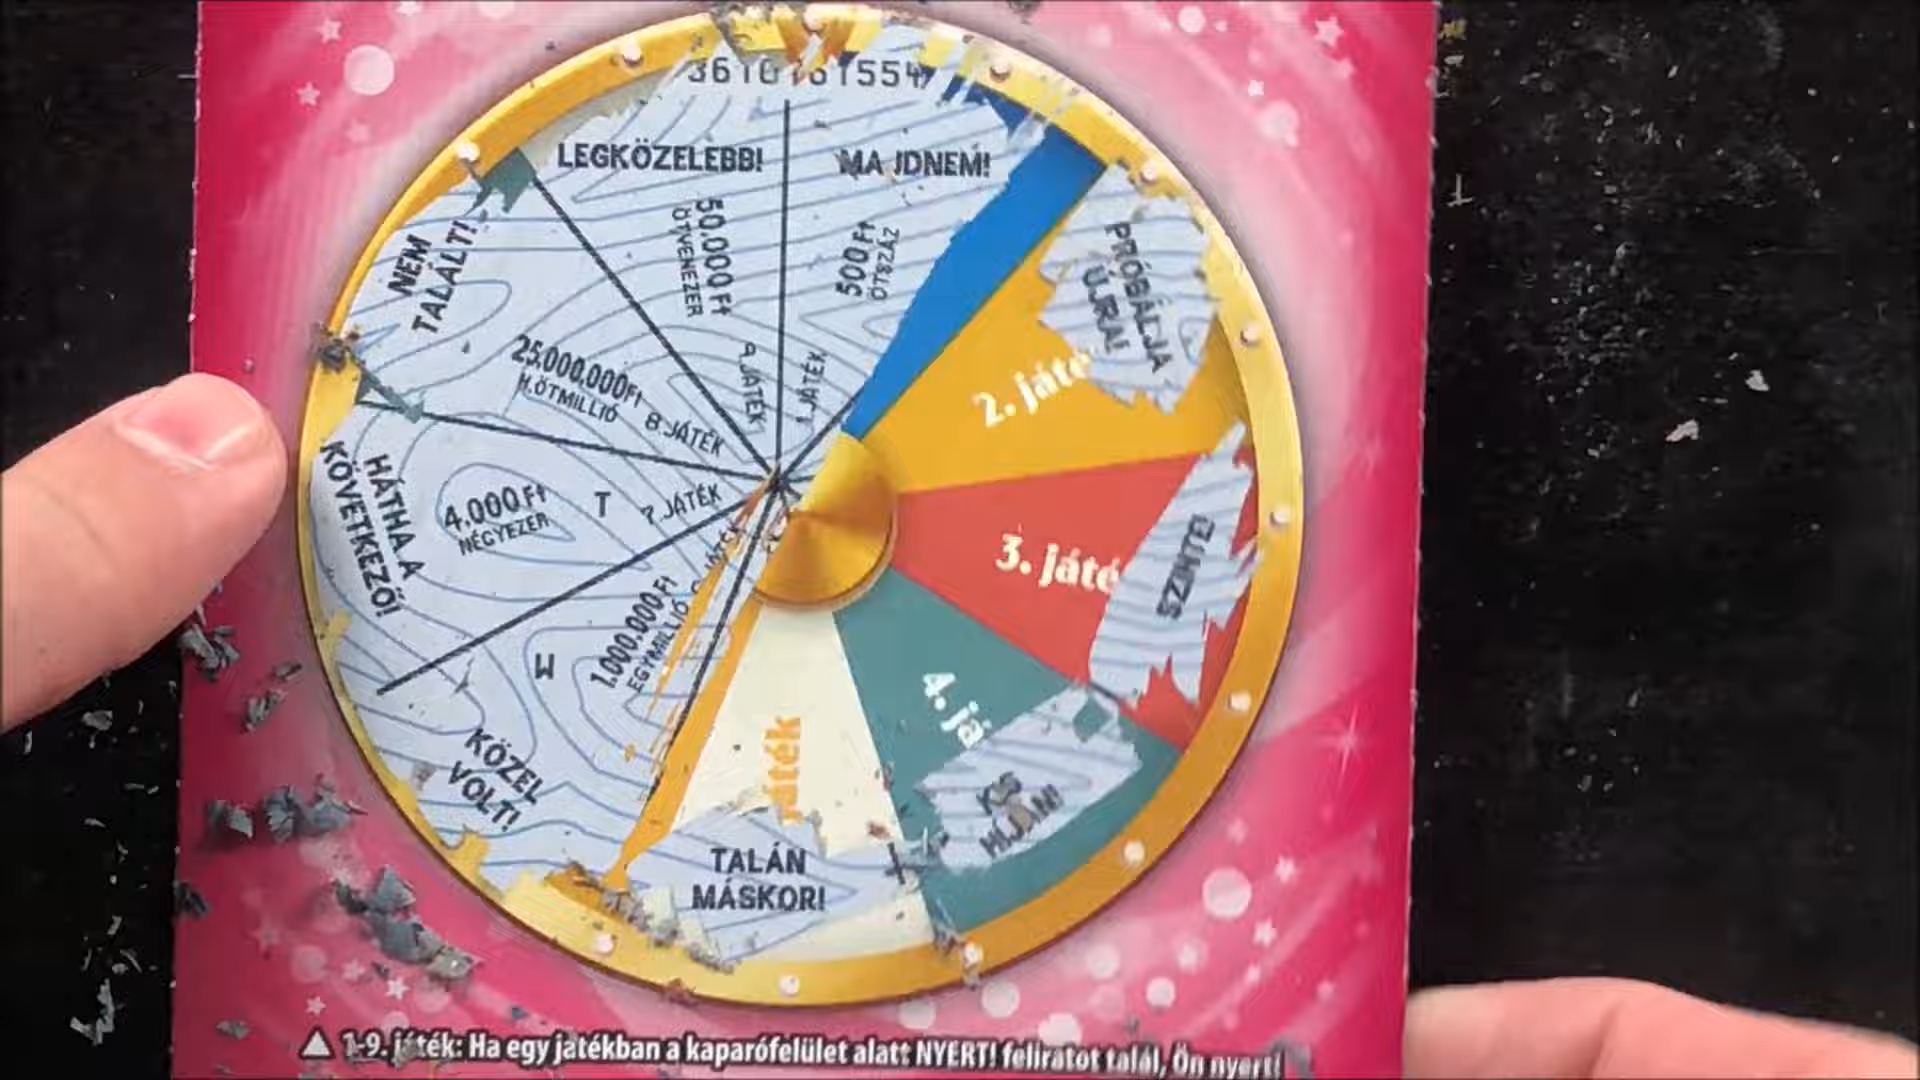 LEGKÖZELEBB!
50.000 Ft
ÖTVENEZER
9.JÁTÉK
MAJDNEM!
500 Ft
ÖTSZÁZ
1.JÁTÉK
PRÓBÁLJA
ÚJRA!
2. játé
3. játé
SZINTE!
4. já
KIS
HÍJÁN!
játék
TALÁN
MÁSKOR!
1.000.000 Ft
EGYMILLIÓ
KÖZEL
VOLT!
4.000 Ft
NÉGYEZER
T
7.JÁTÉK
HÁTHA A
KÖVETKEZŐ!
NEM
TALÁLT!
25.000.000Ft
H.ÖTMILLIÓ
8.JÁTÉK
1-9. játék: Ha egy játékban a kaparófelület alatt NYERT! feliratot talál, Ön nyert!